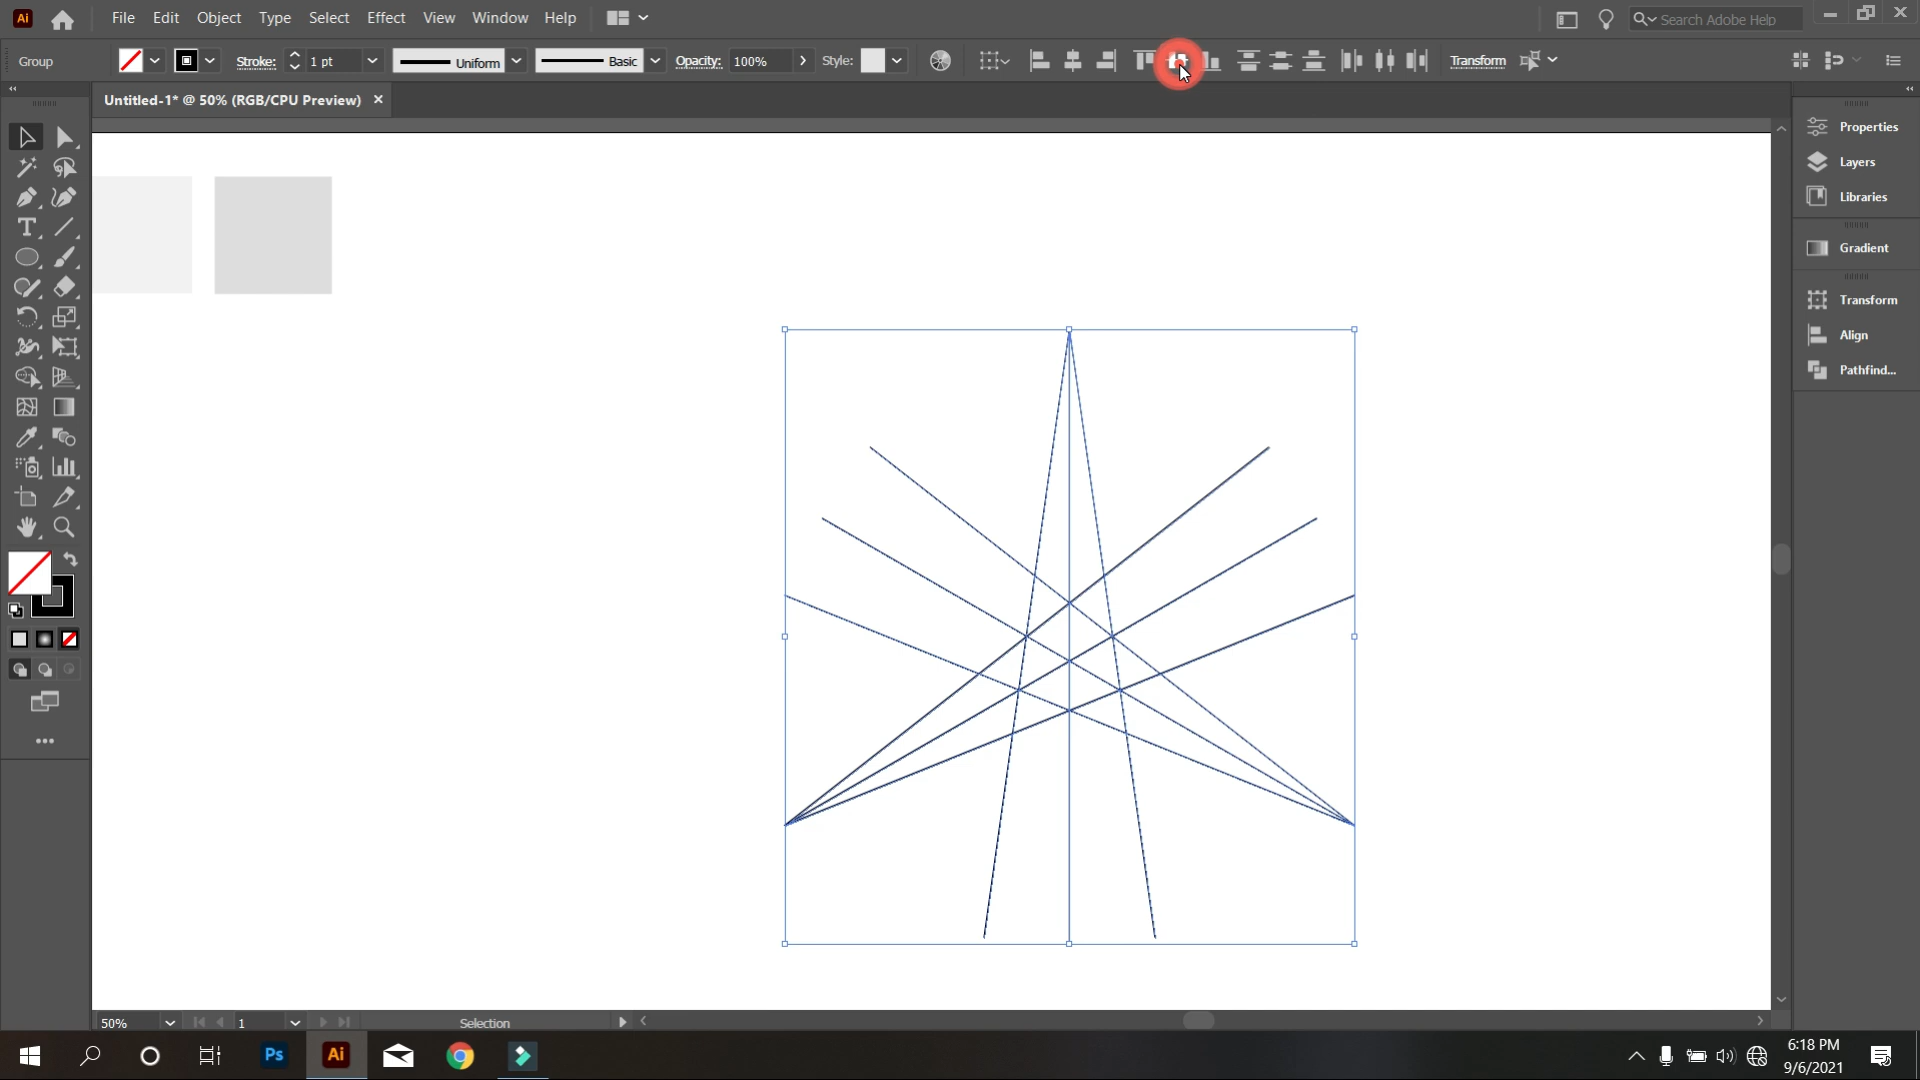 Ai File Edit Object Type Select Effect View Window Help Search Adobe Help
Group Stroke: 1 pt Uniform Basic Opacity: 100% Style: Transform
Untitled-1* @ 50% (RGB/CPU Preview)
Properties
Layers
Libraries
Gradient
Transform
Align
Pathfind...
50% 1 Selection
Ps Ai
6:18 PM
9/6/2021